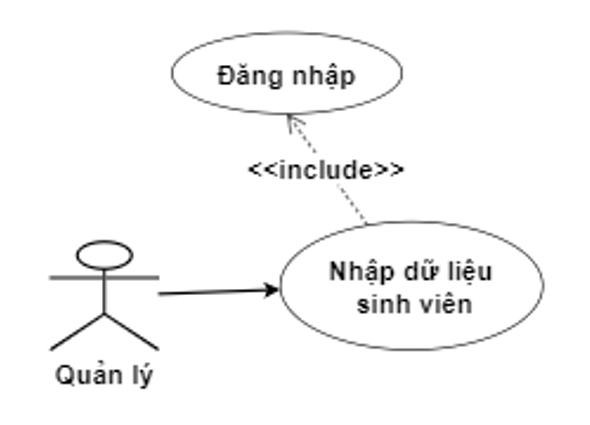 Đăng nhập
<<include>>
Nhập dữ liệu
sinh viên
Quản lý